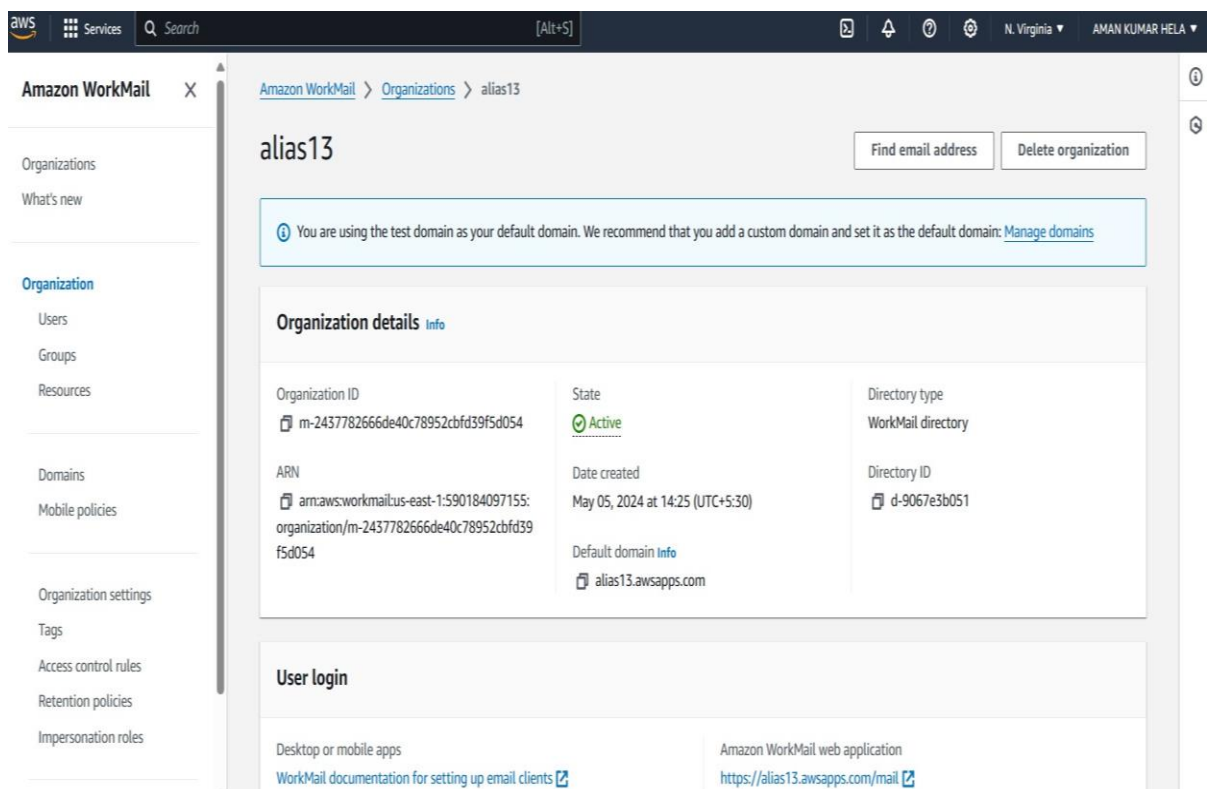 aws
Services
Search
[Alt+S]
N. Virginia ▼
AMAN KUMAR HELA ▼
Amazon WorkMail
Organizations
What's new
Organization
Users
Groups
Resources
Domains
Mobile policies
Organization settings
Tags
Access control rules
Retention policies
Impersonation roles
Amazon WorkMail > Organizations > alias13
alias13
Find email address
Delete organization
You are using the test domain as your default domain. We recommend that you add a custom domain and set it as the default domain: Manage domains
Organization details Info
Organization ID
m-2437782666de40c78952cbfd39f5d054
ARN
arn:aws:workmail:us-east-1:590184097155:
organization/m-2437782666de40c78952cbfd39
f5d054
State
Active
Date created
May 05, 2024 at 14:25 (UTC+5:30)
Default domain Info
alias13.awsapps.com
Directory type
WorkMail directory
Directory ID
d-9067e3b051
User login
Desktop or mobile apps
WorkMail documentation for setting up email clients
Amazon WorkMail web application
https://alias13.awsapps.com/mail